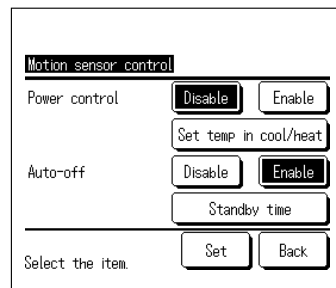 Motion sensor control
Power control Disable Enable
Set temp in cool/heat
Auto-off Disable Enable
Standby time
Set Back
Select the item.